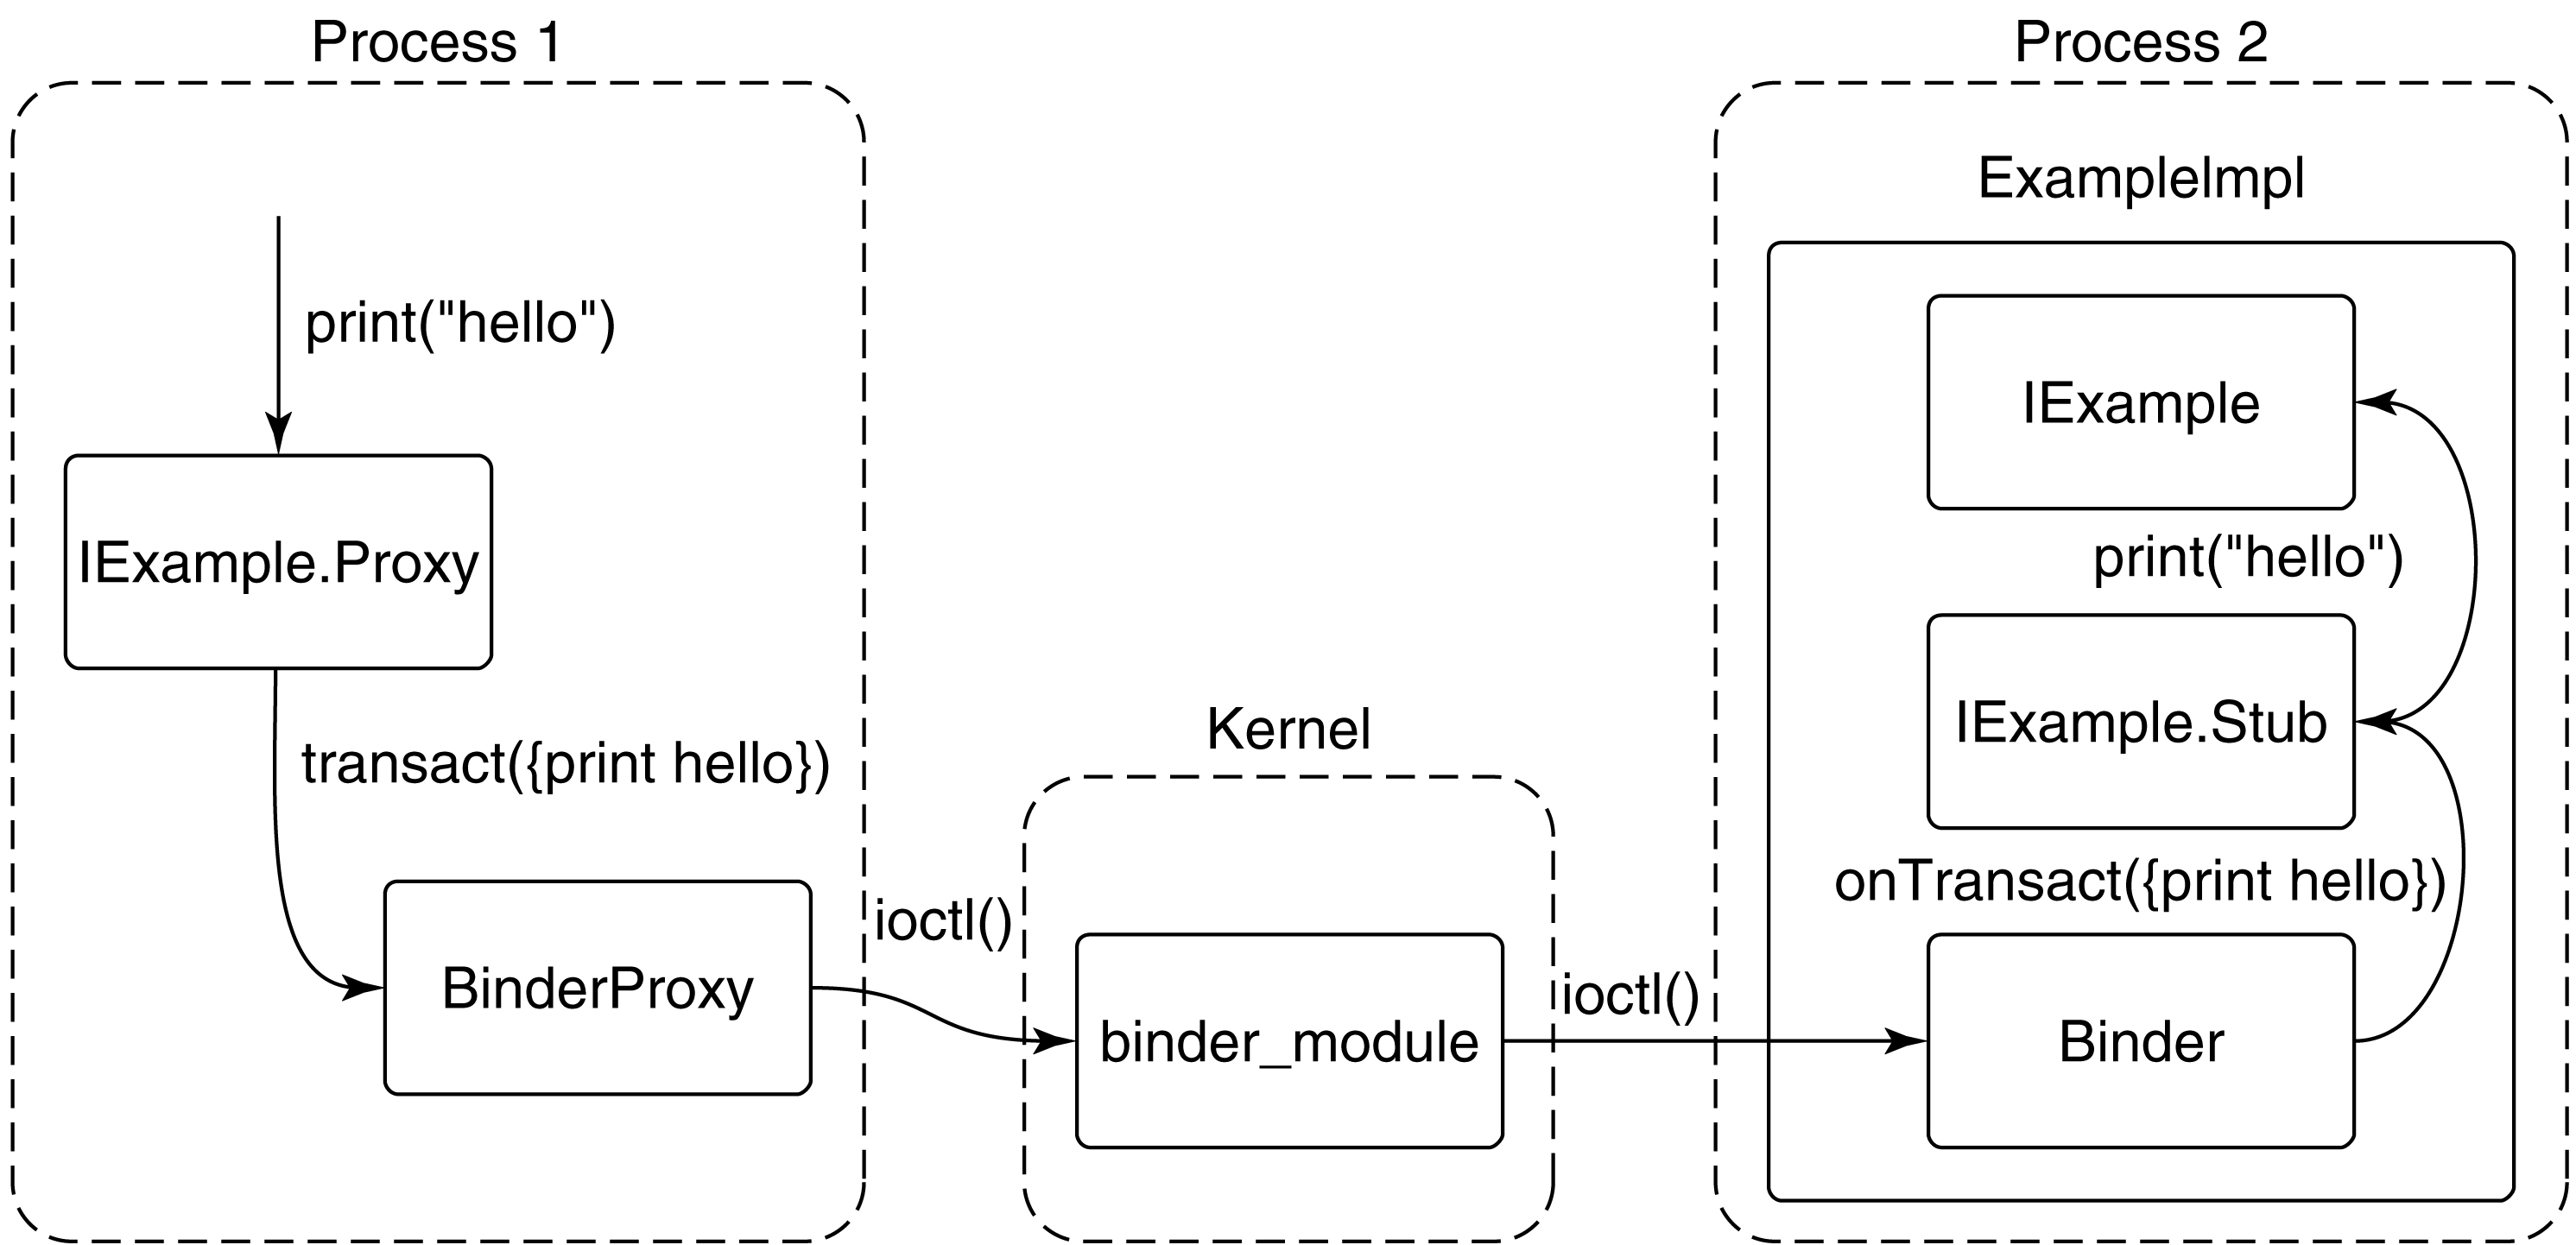 Process 1
print("hello")
IExample.Proxy
transact({print hello})
BinderProxy
ioctl()
Kernel
binder_module
ioctl()
Process 2
ExampleImpl
IExample
print("hello")
IExample.Stub
onTransact({print hello})
Binder